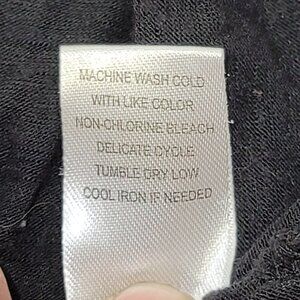 MACHINE WASH COLD
WITH LIKE COLOR
NON-CHLORINE BLEACH
DELICATE CYCLE
TUMBLE DRY LOW
COOL IRON IF NEEDED